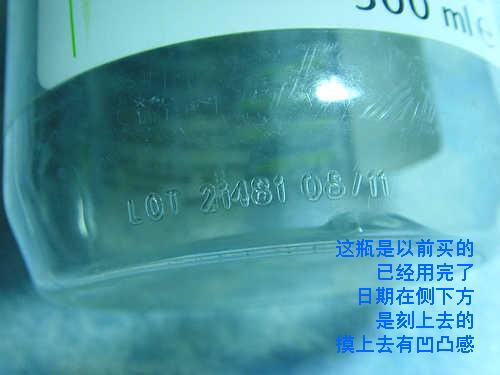 500 ml e
LOT 21481 08/11
这瓶是以前买的
已经用完了
日期在侧下方
是刻上去的
摸上去有凹凸感